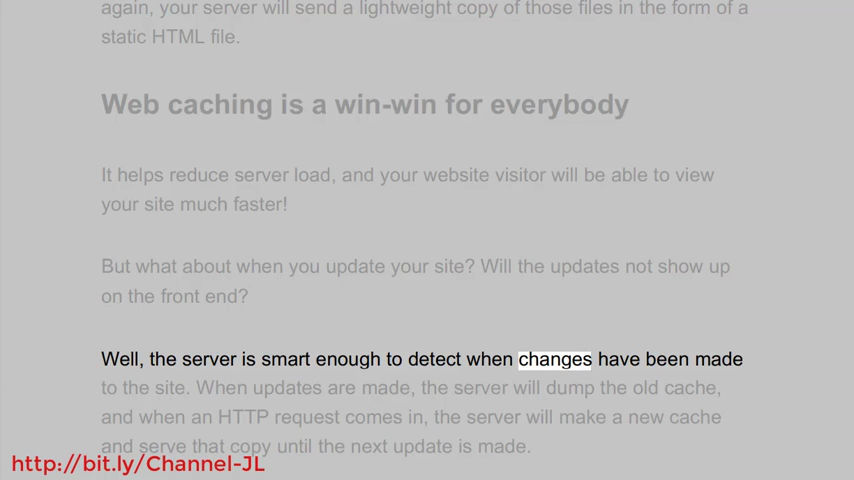 again, your server will send a lightweight copy of those files in the form of a
static HTML file.
Web caching is a win-win for everybody
It helps reduce server load, and your website visitor will be able to view
your site much faster!
But what about when you update your site? Will the updates not show up
on the front end?
Well, the server is smart enough to detect when changes have been made
to the site. When updates are made, the server will dump the old cache,
and when an HTTP request comes in, the server will make a new cache
and serve that copy until the next update is made.
http://bit.ly/Channel-JL